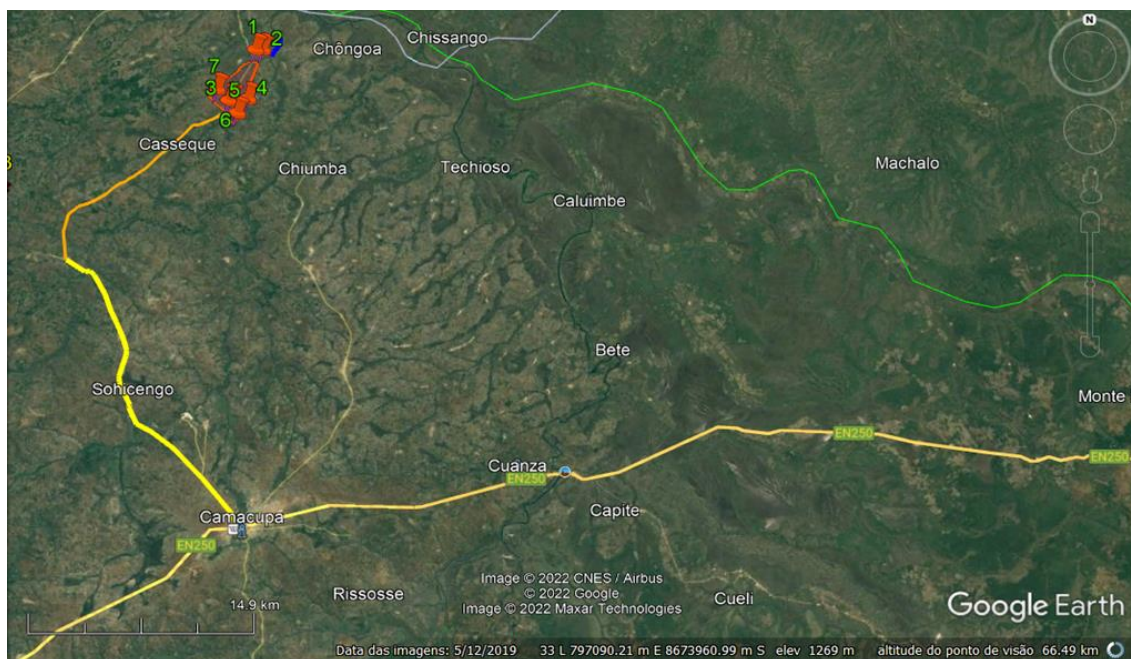 N
1
2
Chôngoa
Chissango
7
3
5
4
6
Casseque
Chiumba
Techioso
Machalo
Caluimbe
Bete
Sohicengo
Monte
EN250
EN250
Cuanza
EN250
Camacupa
Capite
EN250
Image © 2022 CNES / Airbus
© 2022 Google
Image © 2022 Maxar Technologies
Rissosse
Cueli
14.9 km
Google Earth
Data das imagens: 5/12/2019 33 L 797090.21 m E 8673960.99 m S elev 1269 m altitude do ponto de visão 66.49 km